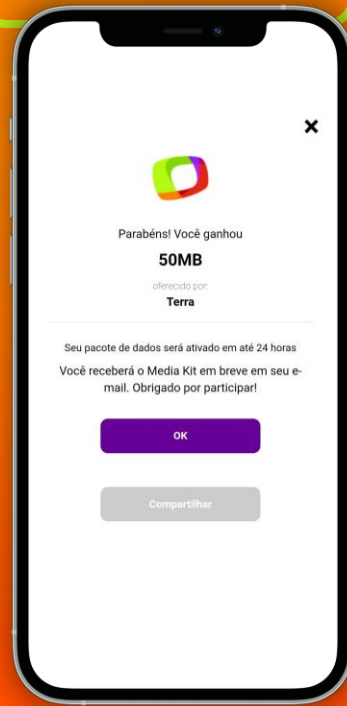 ×
Parabéns! Você ganhou
50MB
oferecido por:
Terra
Seu pacote de dados será ativado em até 24 horas
Você receberá o Media Kit em breve em seu e-
mail. Obrigado por participar!
OK
Compartilhar